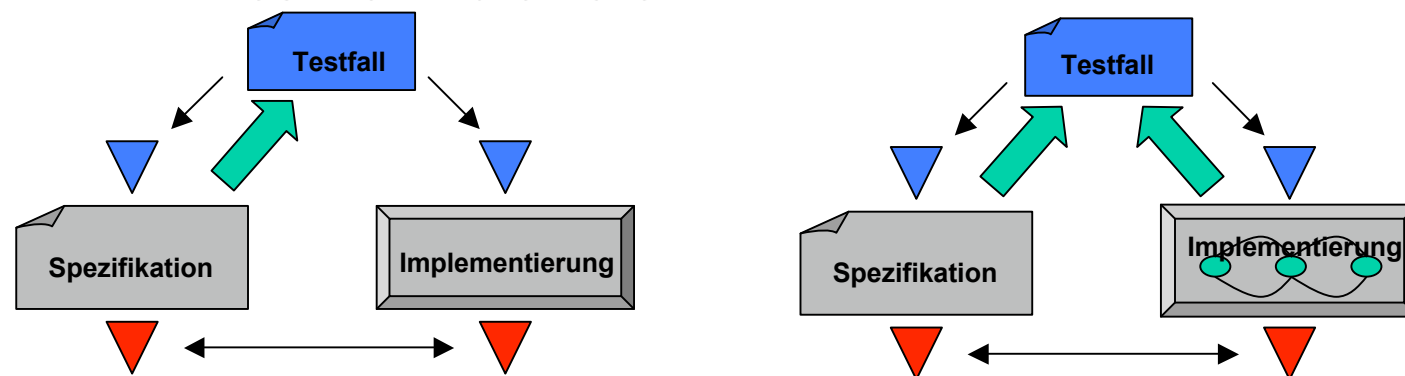 Testfall
Testfall
Spezifikation
Implementierung
Spezifikation
Implementierung